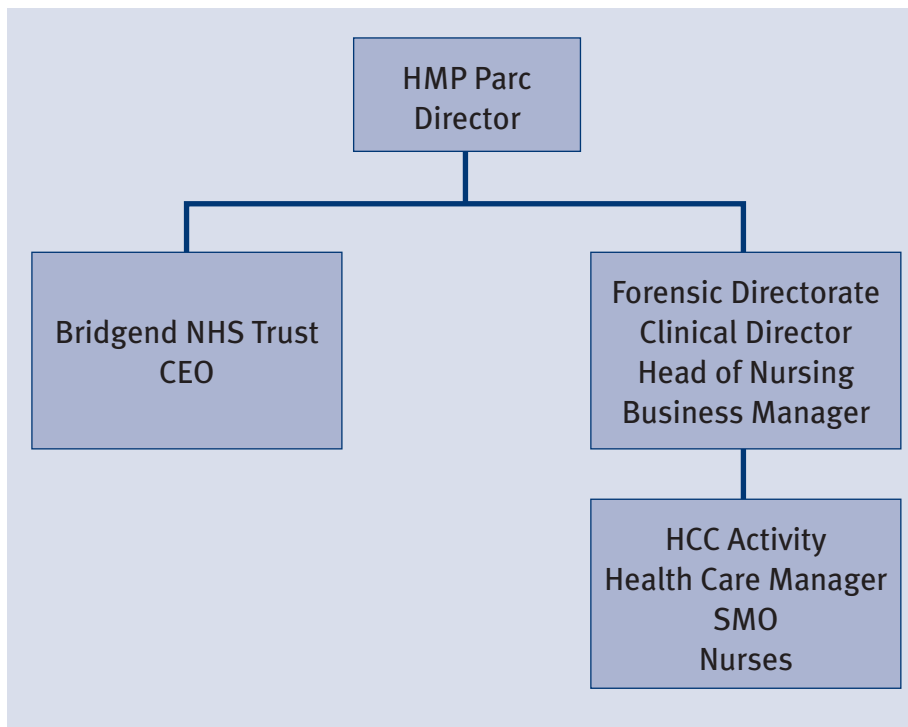 HMP Parc
Director
Bridgend NHS Trust
CEO
Forensic Directorate
Clinical Director
Head of Nursing
Business Manager
HCC Activity
Health Care Manager
SMO
Nurses